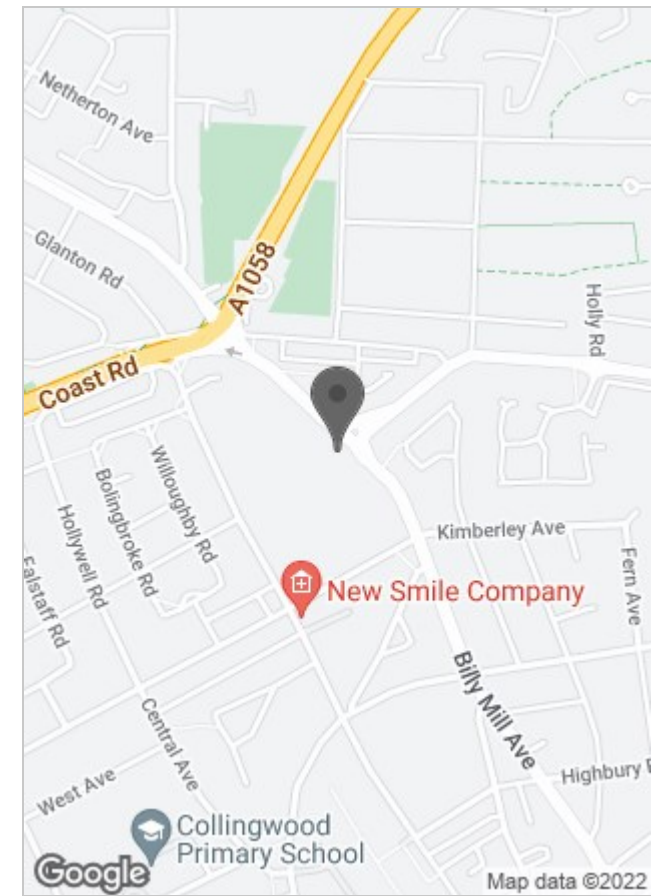 Netherton Ave
Glanton Rd
A1058
Holly Rd
Coast Rd
Willoughby Rd
Bolingbroke Rd
Hollywell Rd
Falstaff Rd
Kimberley Ave
Fern Ave
New Smile Company
Billy Mill Ave
Central Ave
West Ave
Highbury
Collingwood
Primary School
Google
Map data ©2022